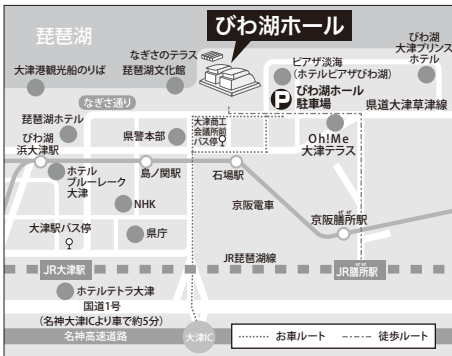 琵琶湖
びわ湖ホール
なぎさのテラス
琵琶湖文化館
大津港観光船のりば
ピアザ淡海
(ホテルピアザびわ湖)
びわ湖
大津プリンス
ホテル
P
びわ湖ホール
駐車場
県道大津草津線
なぎさ通り
琵琶湖ホテル
県警本部
大津商工
会議所前
バス停
Oh!Me
大津テラス
びわ湖
浜大津駅
島ノ関駅
石場駅
ホテル
ブルーレーク
大津
NHK
京阪電車
ぜぜ
京阪膳所駅
大津駅バス停
県庁
JR琵琶湖線
JR大津駅
ぜぜ
JR膳所駅
ホテルテトラ大津
国道1号
(名神大津ICより車で約5分)
名神高速道路
大津IC
お車ルート
徒歩ルート